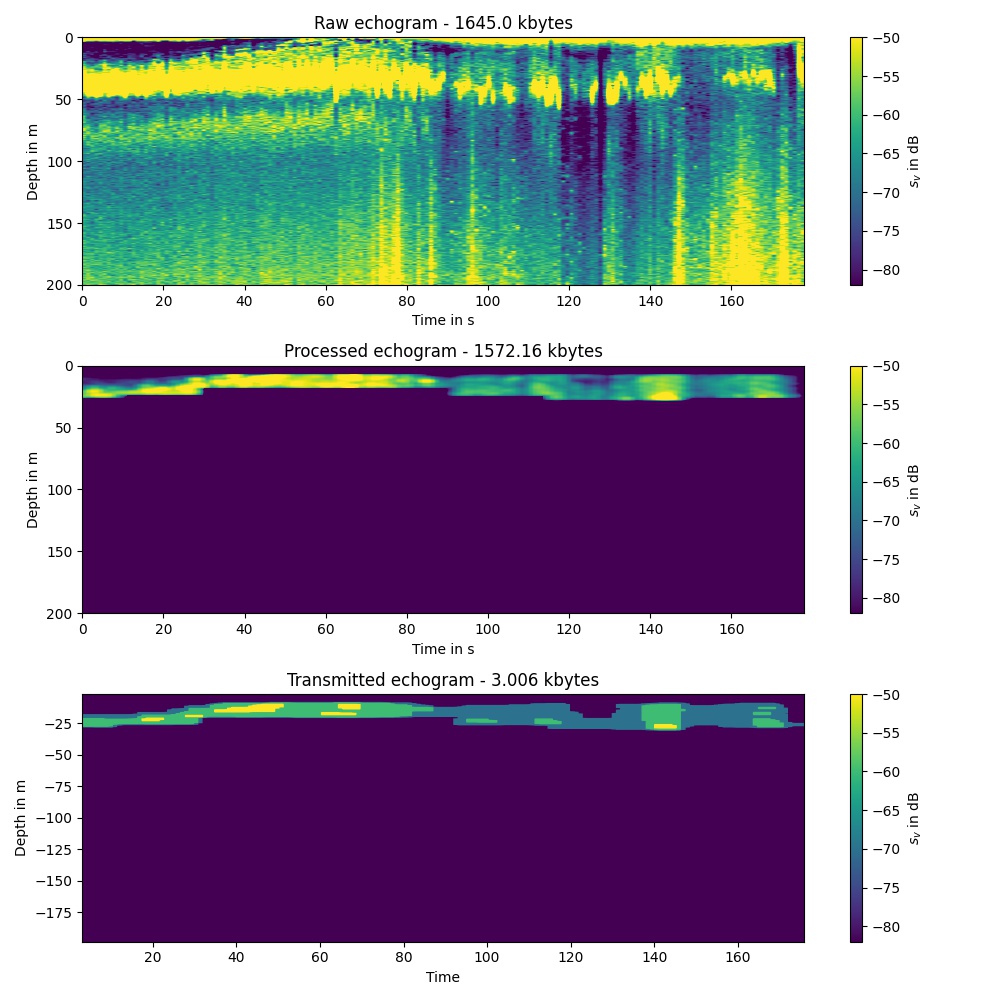 Raw echogram - 1645.0 kbytes
0
50
100
150
200
Depth in m
0 20 40 60 80 100 120 140 160
Time in s
−50
−55
−60
−65
−70
−75
−80
sv in dB
Processed echogram - 1572.16 kbytes
0
50
100
150
200
Depth in m
0 20 40 60 80 100 120 140 160
Time in s
−50
−55
−60
−65
−70
−75
−80
sv in dB
Transmitted echogram - 3.006 kbytes
−25
−50
−75
−100
−125
−150
−175
Depth in m
20 40 60 80 100 120 140 160
Time
−50
−55
−60
−65
−70
−75
−80
sv in dB